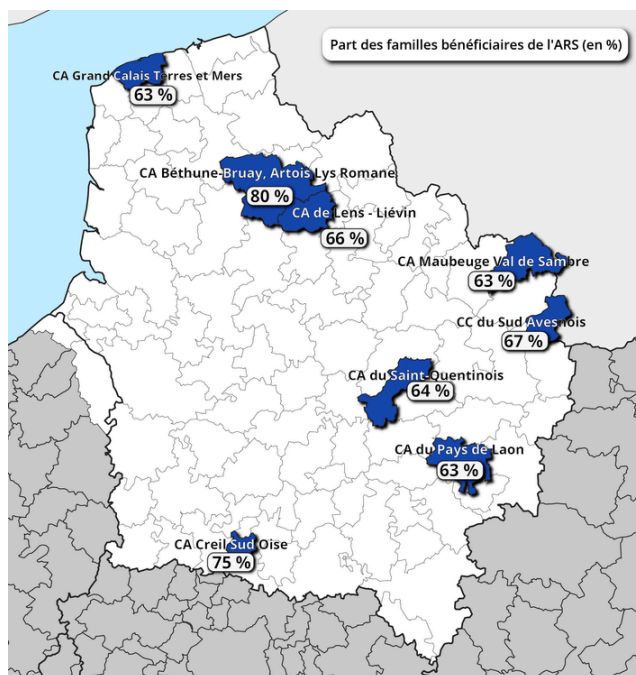 Part des familles bénéficiaires de l'ARS (en %)
CA Grand Calais Terres et Mers
63 %
CA Béthune-Bruay, Artois Lys Romane
80 %
CA de Lens - Liévin
66 %
CA Maubeuge Val de Sambre
63 %
CC du Sud Avesnois
67 %
CA du Saint-Quentinois
64 %
CA du Pays de Laon
63 %
CA Creil Sud Oise
75 %